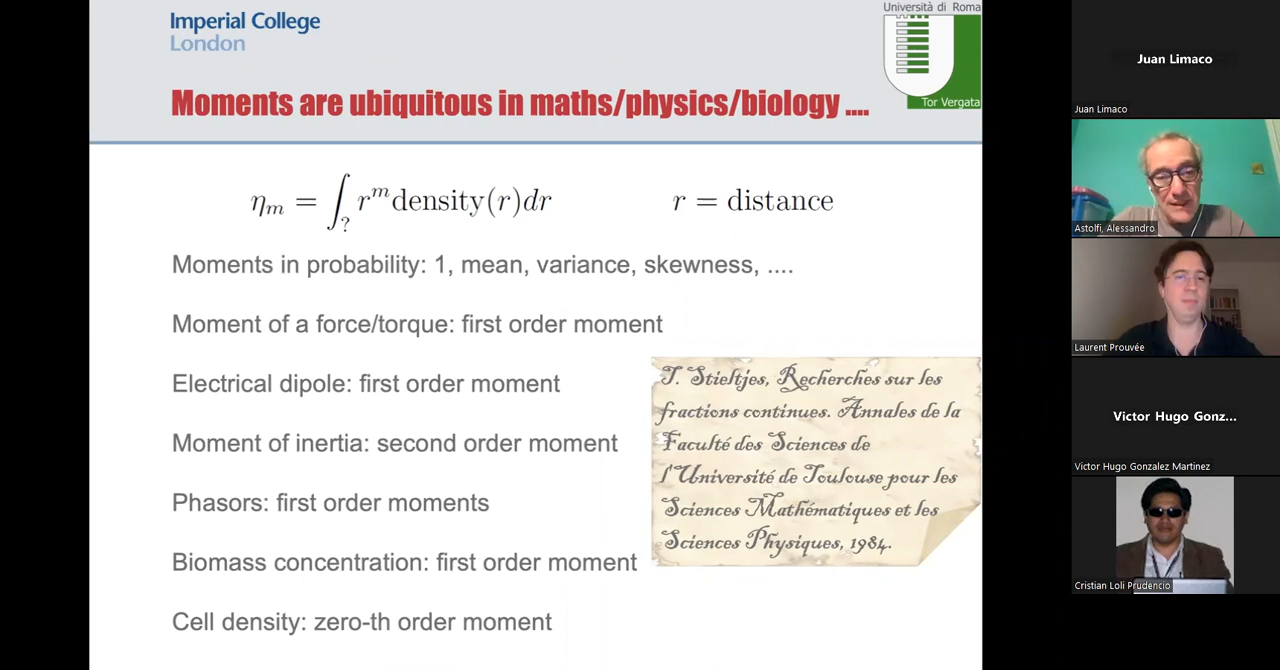 Imperial College
London
Università di Roma
Tor Vergata
Moments are ubiquitous in maths/physics/biology ....
η_m = ∫_? r^m density(r)dr
r = distance
Moments in probability: 1, mean, variance, skewness, ....
Moment of a force/torque: first order moment
Electrical dipole: first order moment
Moment of inertia: second order moment
Phasors: first order moments
Biomass concentration: first order moment
Cell density: zero-th order moment
T. Stieltjes, Recherches sur les
fractions continues. Annales de la
Faculté des Sciences de
l'Université de Toulouse pour les
Sciences Mathématiques et les
Sciences Physiques, 1984.
Juan Limaco
Juan Limaco
Astolfi, Alessandro
Laurent Prouvée
Victor Hugo Gonz...
Victor Hugo Gonzalez Martinez
Cristian Loli Prudencio